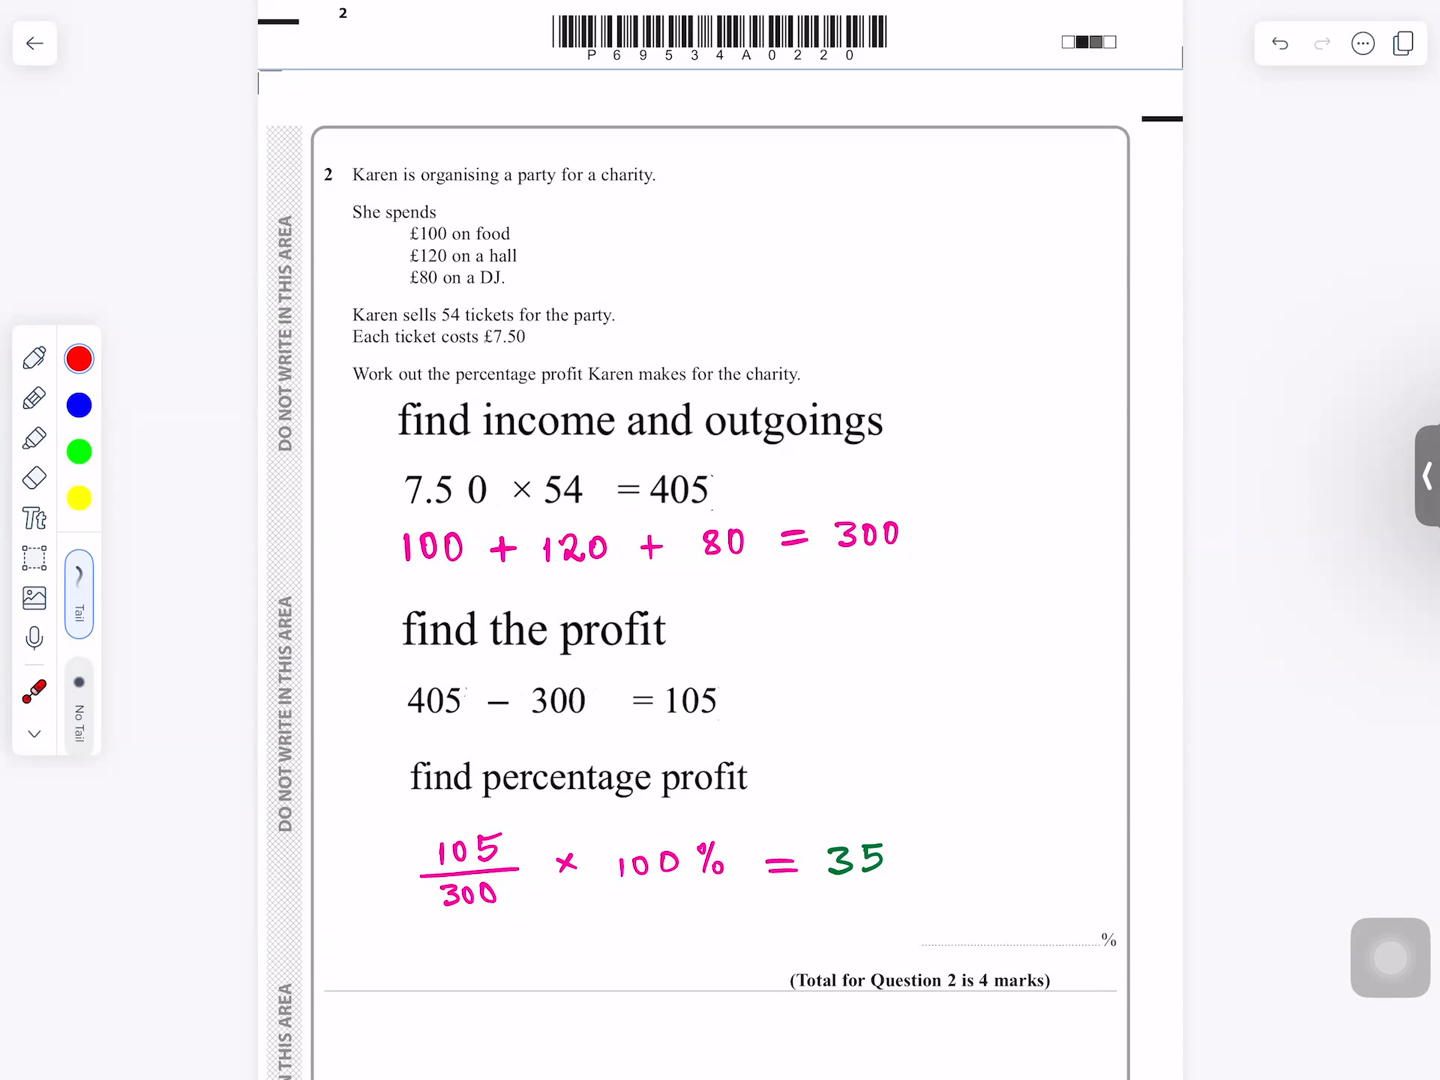 2
P 6 9 5 3 4 A 0 2 2 0
2 Karen is organising a party for a charity.
She spends
£100 on food
£120 on a hall
£80 on a DJ.
Karen sells 54 tickets for the party.
Each ticket costs £7.50
Work out the percentage profit Karen makes for the charity.
find income and outgoings
7.5 0 × 54 = 405
100 + 120 + 80 = 300
find the profit
405 − 300 = 105
find percentage profit
105/300 × 100 % = 35
%
(Total for Question 2 is 4 marks)
DO NOT WRITE IN THIS AREA
DO NOT WRITE IN THIS AREA
N THIS AREA
Tt
Tail
No Tail